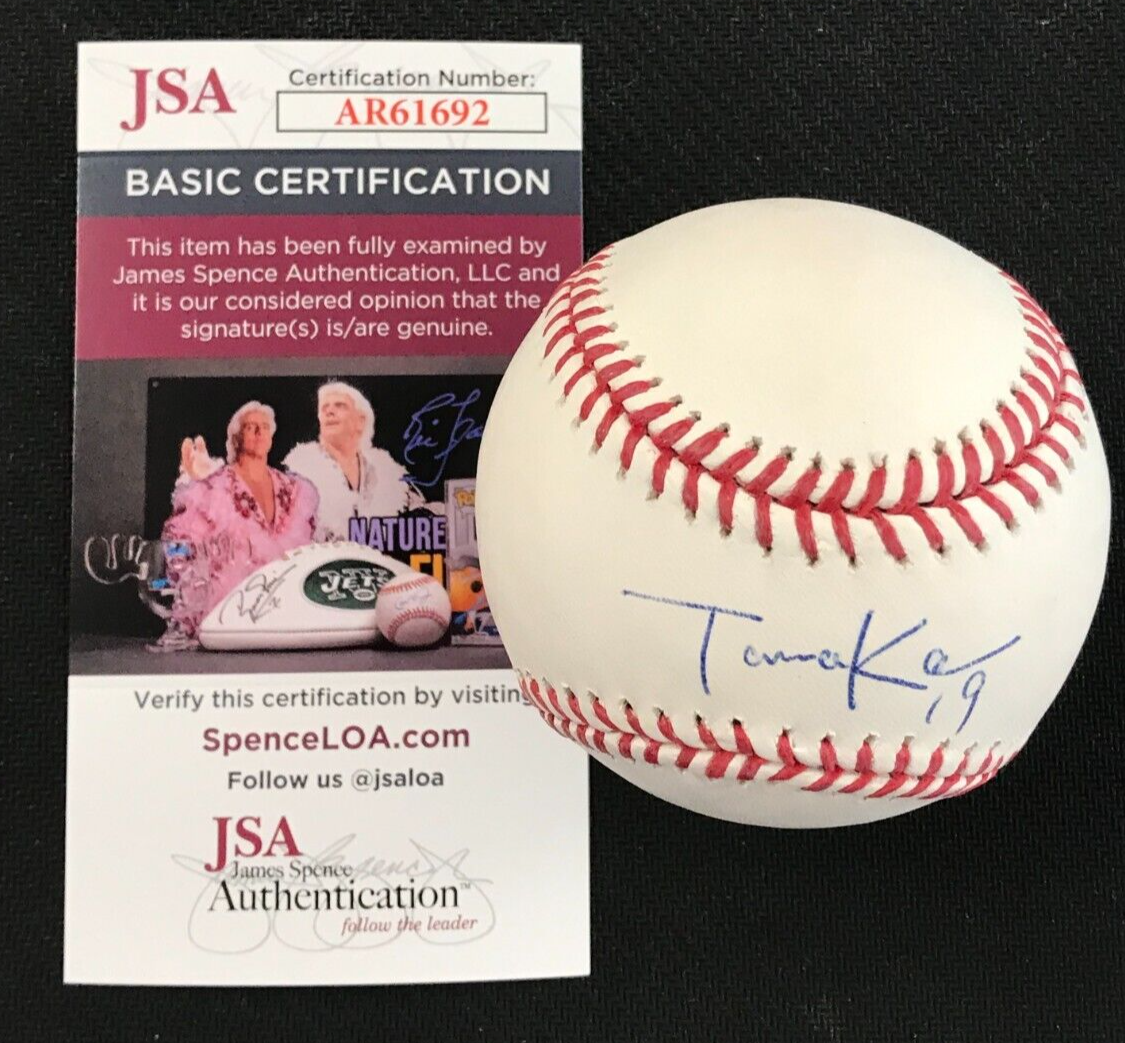 JSA
Certification Number:
AR61692
BASIC CERTIFICATION
This item has been fully examined by
James Spence Authentication, LLC and
it is our considered opinion that the
signature(s) is/are genuine.
NATURE
JETS
Verify this certification by visiting
SpenceLOA.com
Follow us @jsaloa
JSA
James Spence
Authentication™
follow the leader
Tanaka 19